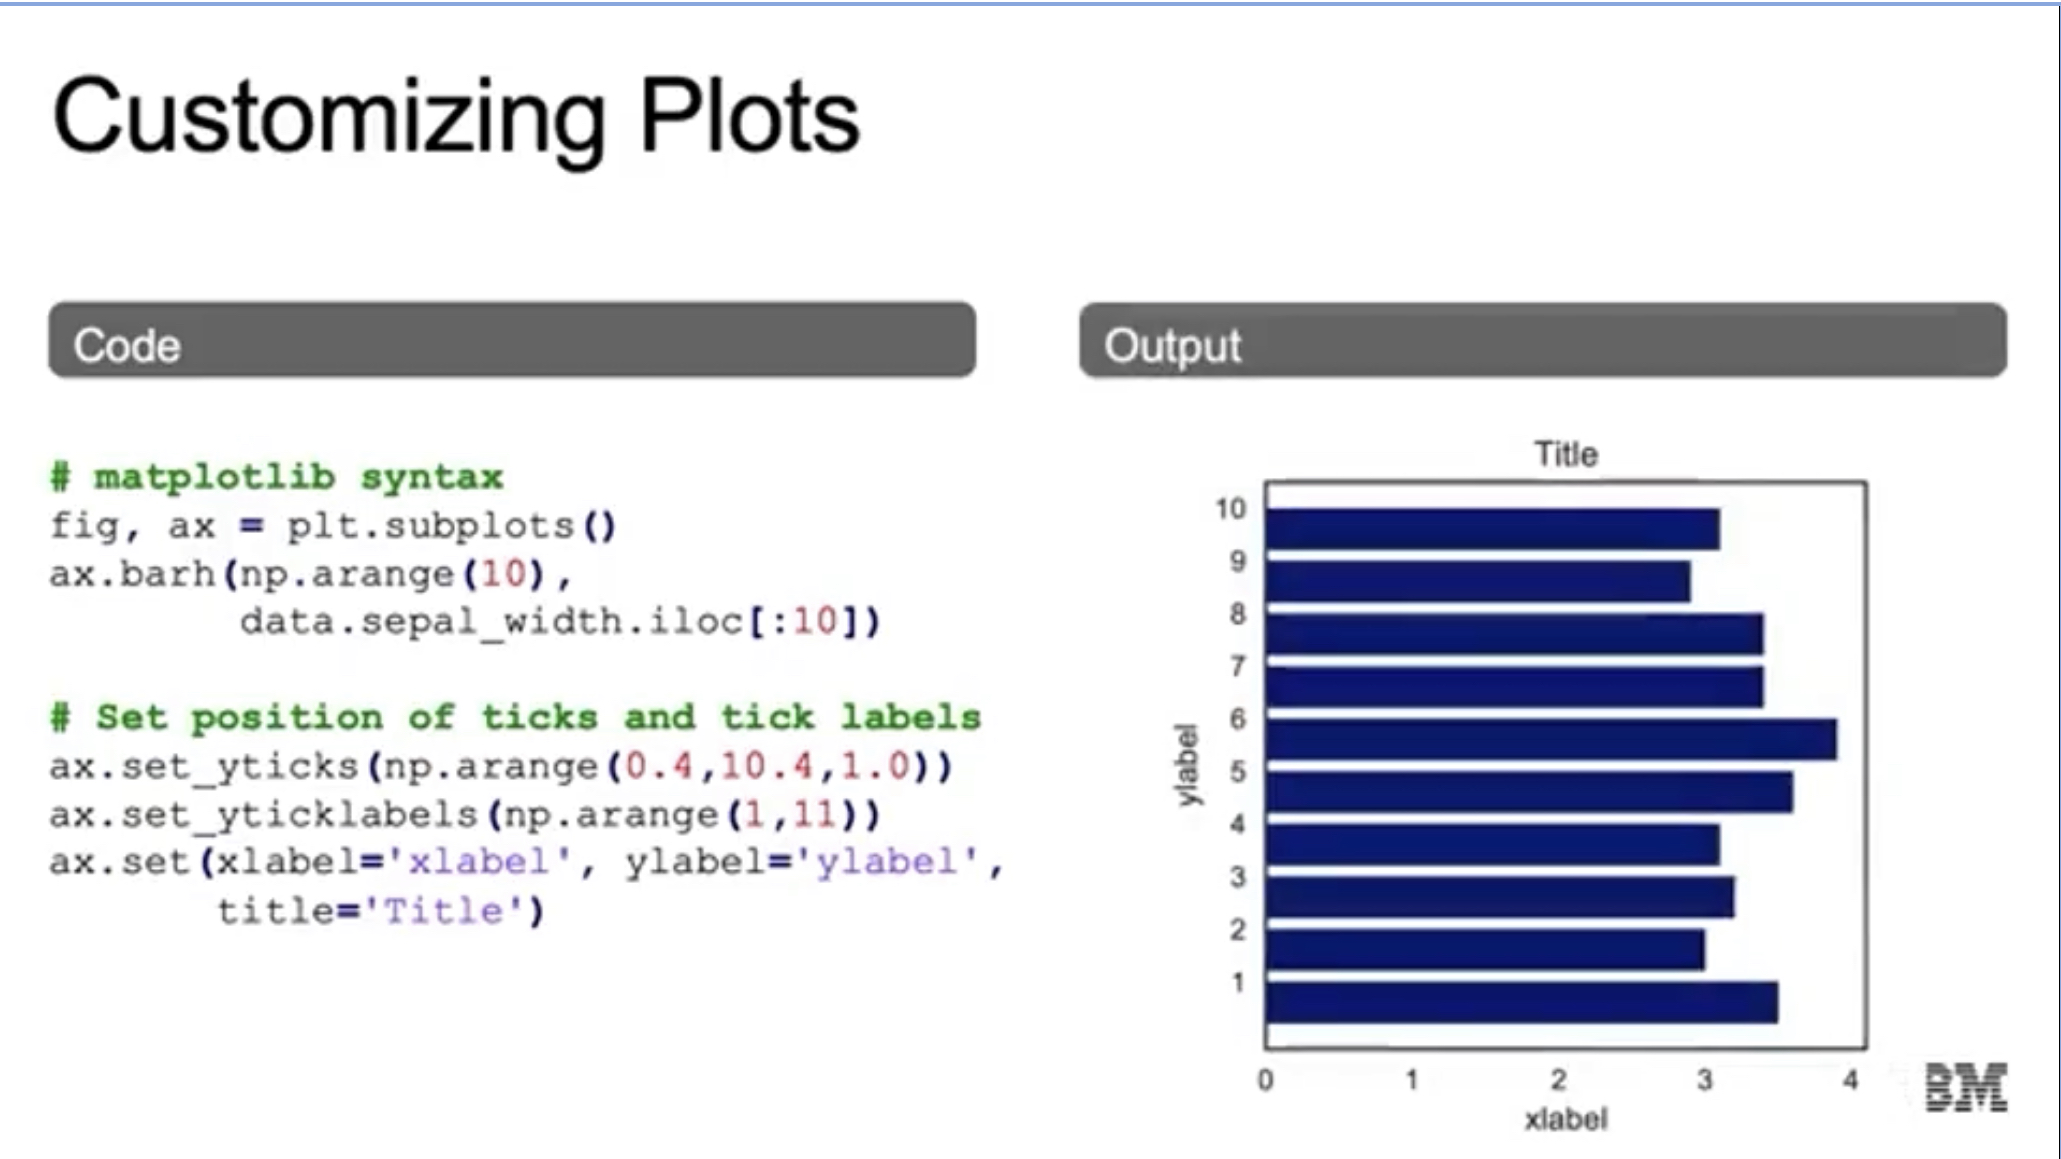 Customizing Plots
Code
# matplotlib syntax
fig, ax = plt.subplots()
ax.barh(np.arange(10),
        data.sepal_width.iloc[:10])
# Set position of ticks and tick labels
ax.set_yticks(np.arange(0.4,10.4,1.0))
ax.set_yticklabels(np.arange(1,11))
ax.set(xlabel='xlabel', ylabel='ylabel',
       title='Title')
Output
Title
ylabel
10
9
8
7
6
5
4
3
2
1
0 1 2 3 4
xlabel
BM